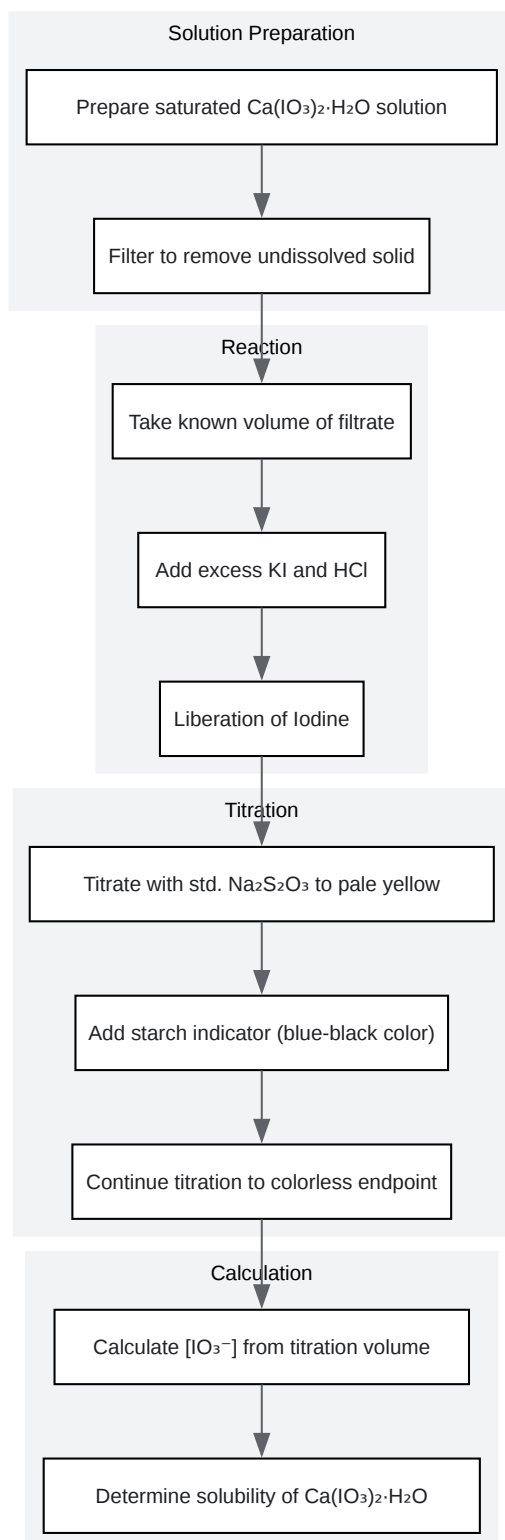 Solution Preparation
Prepare saturated Ca(IO₃)₂·H₂O solution
Filter to remove undissolved solid
Reaction
Take known volume of filtrate
Add excess KI and HCl
Liberation of Iodine
Titration
Titrate with std. Na₂S₂O₃ to pale yellow
Add starch indicator (blue-black color)
Continue titration to colorless endpoint
Calculation
Calculate [IO₃⁻] from titration volume
Determine solubility of Ca(IO₃)₂·H₂O